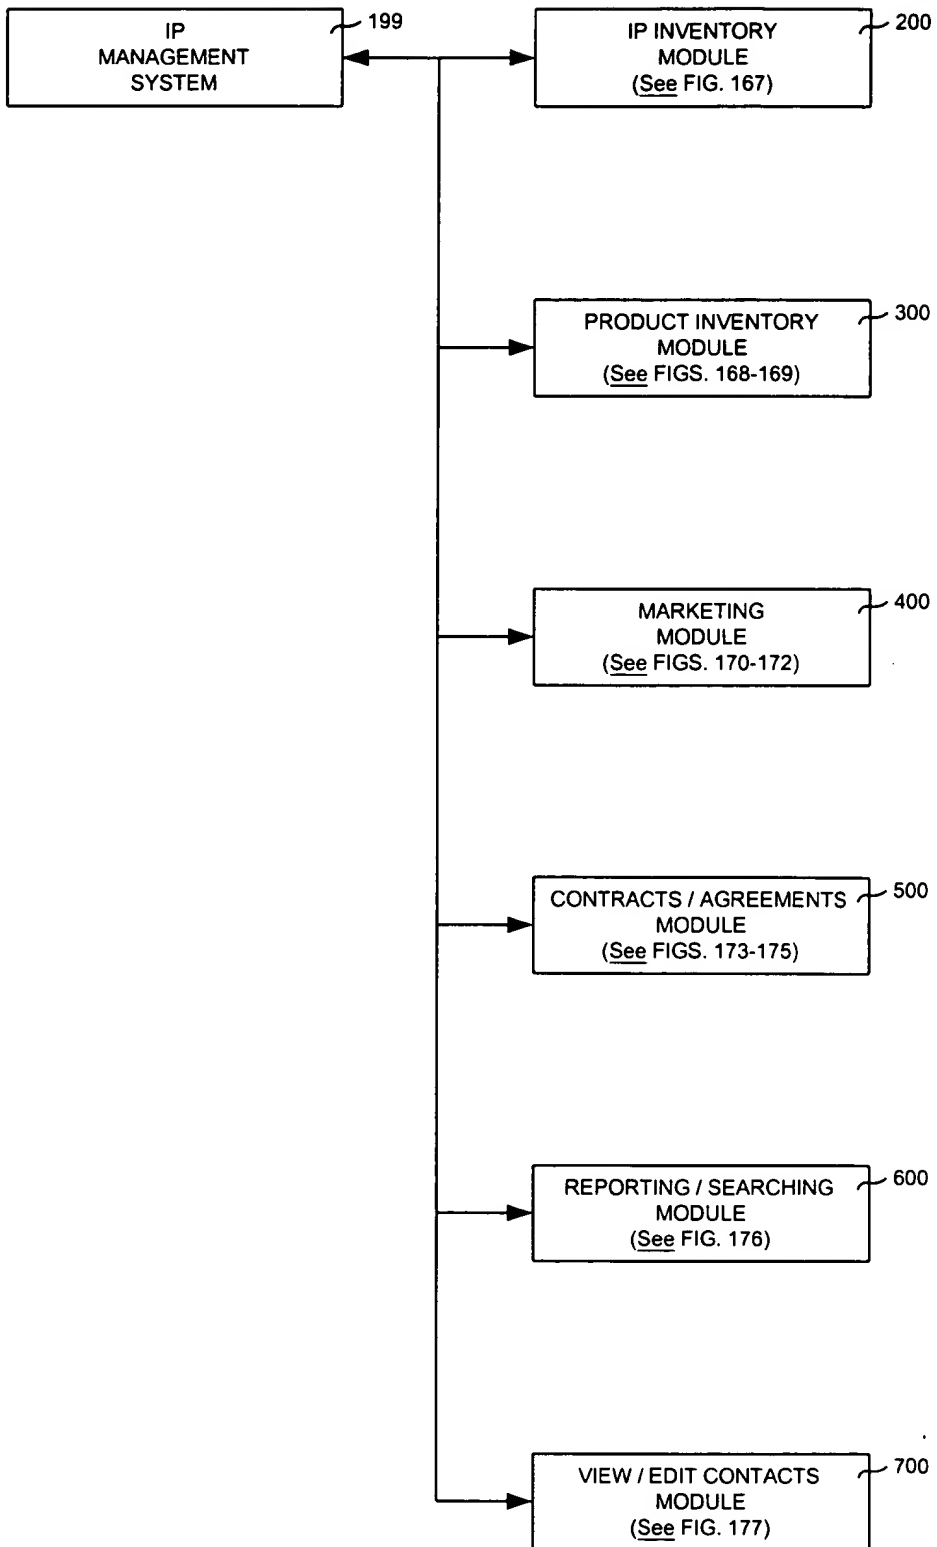 IP
MANAGEMENT
SYSTEM
199
IP INVENTORY
MODULE
(See FIG. 167)
200
PRODUCT INVENTORY
MODULE
(See FIGS. 168-169)
300
MARKETING
MODULE
(See FIGS. 170-172)
400
CONTRACTS / AGREEMENTS
MODULE
(See FIGS. 173-175)
500
REPORTING / SEARCHING
MODULE
(See FIG. 176)
600
VIEW / EDIT CONTACTS
MODULE
(See FIG. 177)
700